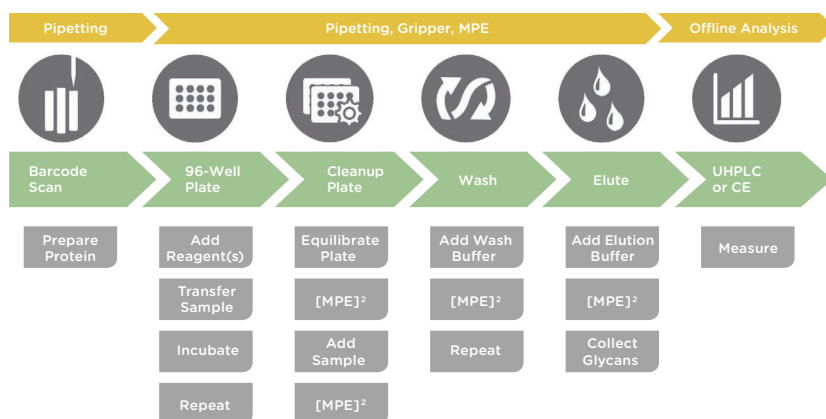 Pipetting
Pipetting, Gripper, MPE
Offline Analysis
Barcode
Scan
96-Well
Plate
Cleanup
Plate
Wash
Elute
UHPLC
or CE
Prepare
Protein
Add
Reagent(s)
Transfer
Sample
Incubate
Repeat
Equilibrate
Plate
[MPE]²
Add
Sample
[MPE]²
Add Wash
Buffer
[MPE]²
Repeat
Add Elution
Buffer
[MPE]²
Collect
Glycans
Measure